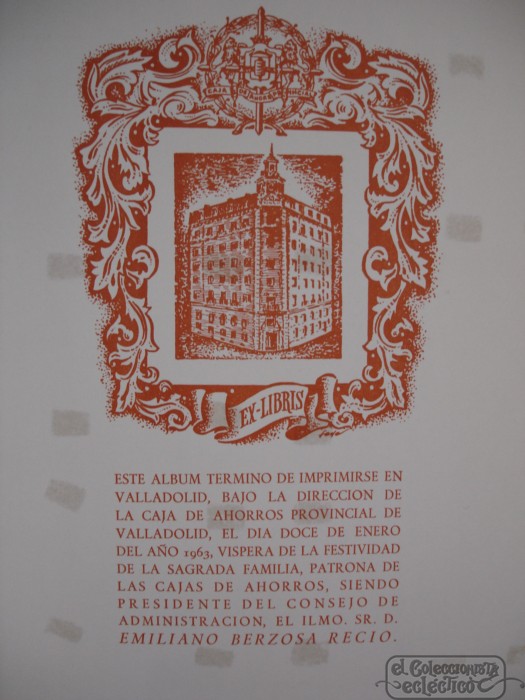 CAJA DE AHORROS
EX-LIBRIS
ESTE ALBUM TERMINO DE IMPRIMIRSE EN
VALLADOLID, BAJO LA DIRECCION DE
LA CAJA DE AHORROS PROVINCIAL DE
VALLADOLID, EL DIA DOCE DE ENERO
DEL AÑO 1963, VISPERA DE LA FESTIVIDAD
DE LA SAGRADA FAMILIA, PATRONA DE
LAS CAJAS DE AHORROS, SIENDO
PRESIDENTE DEL CONSEJO DE
ADMINISTRACION, EL ILMO. SR. D.
EMILIANO BERZOSA RECIO.
el Coleccionista
ecléctico